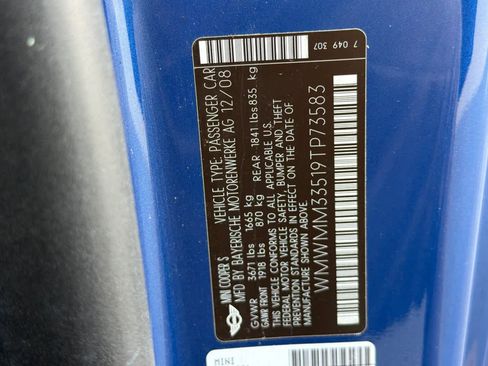 MINI COOPER S
VEHICLE TYPE: PASSENGER CAR
MFD BY BAYERISCHE MOTORENWERKE AG 12/08
GVWR 3671 lbs 1665 kg
GAWR FRONT 1918 lbs 870 kg REAR 1841 lbs 835 kg
THIS VEHICLE CONFORMS TO ALL APPLICABLE U.S.
FEDERAL MOTOR VEHICLE SAFETY, BUMPER AND THEFT
PREVENTION STANDARDS IN EFFECT ON THE DATE OF
MANUFACTURE SHOWN ABOVE.
WMWMM33519TP73583
7 049 307
M18I